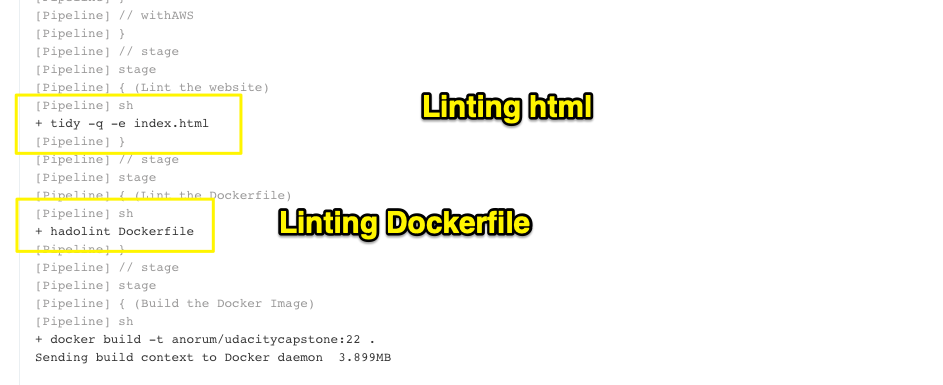 [Pipeline] }
[Pipeline] // withAWS
[Pipeline] }
[Pipeline] // stage
[Pipeline] stage
[Pipeline] { (Lint the website)
[Pipeline] sh
+ tidy -q -e index.html
[Pipeline] }
[Pipeline] // stage
[Pipeline] stage
[Pipeline] { (Lint the Dockerfile)
[Pipeline] sh
+ hadolint Dockerfile
[Pipeline] }
[Pipeline] // stage
[Pipeline] stage
[Pipeline] { (Build the Docker Image)
[Pipeline] sh
+ docker build -t anorum/udacitycapstone:22 .
Sending build context to Docker daemon  3.899MB
Linting html
Linting Dockerfile